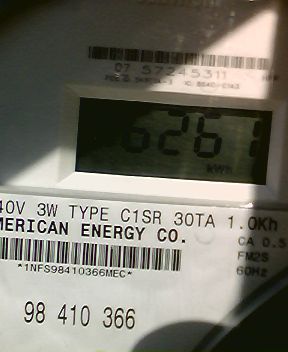 07 57245311
6261
kWh
40V 3W TYPE C1SR 30TA 1.0Kh
MERICAN ENERGY CO.
CA 0.5
FM2S
60Hz
*1NFS98410366MEC*
98 410 366